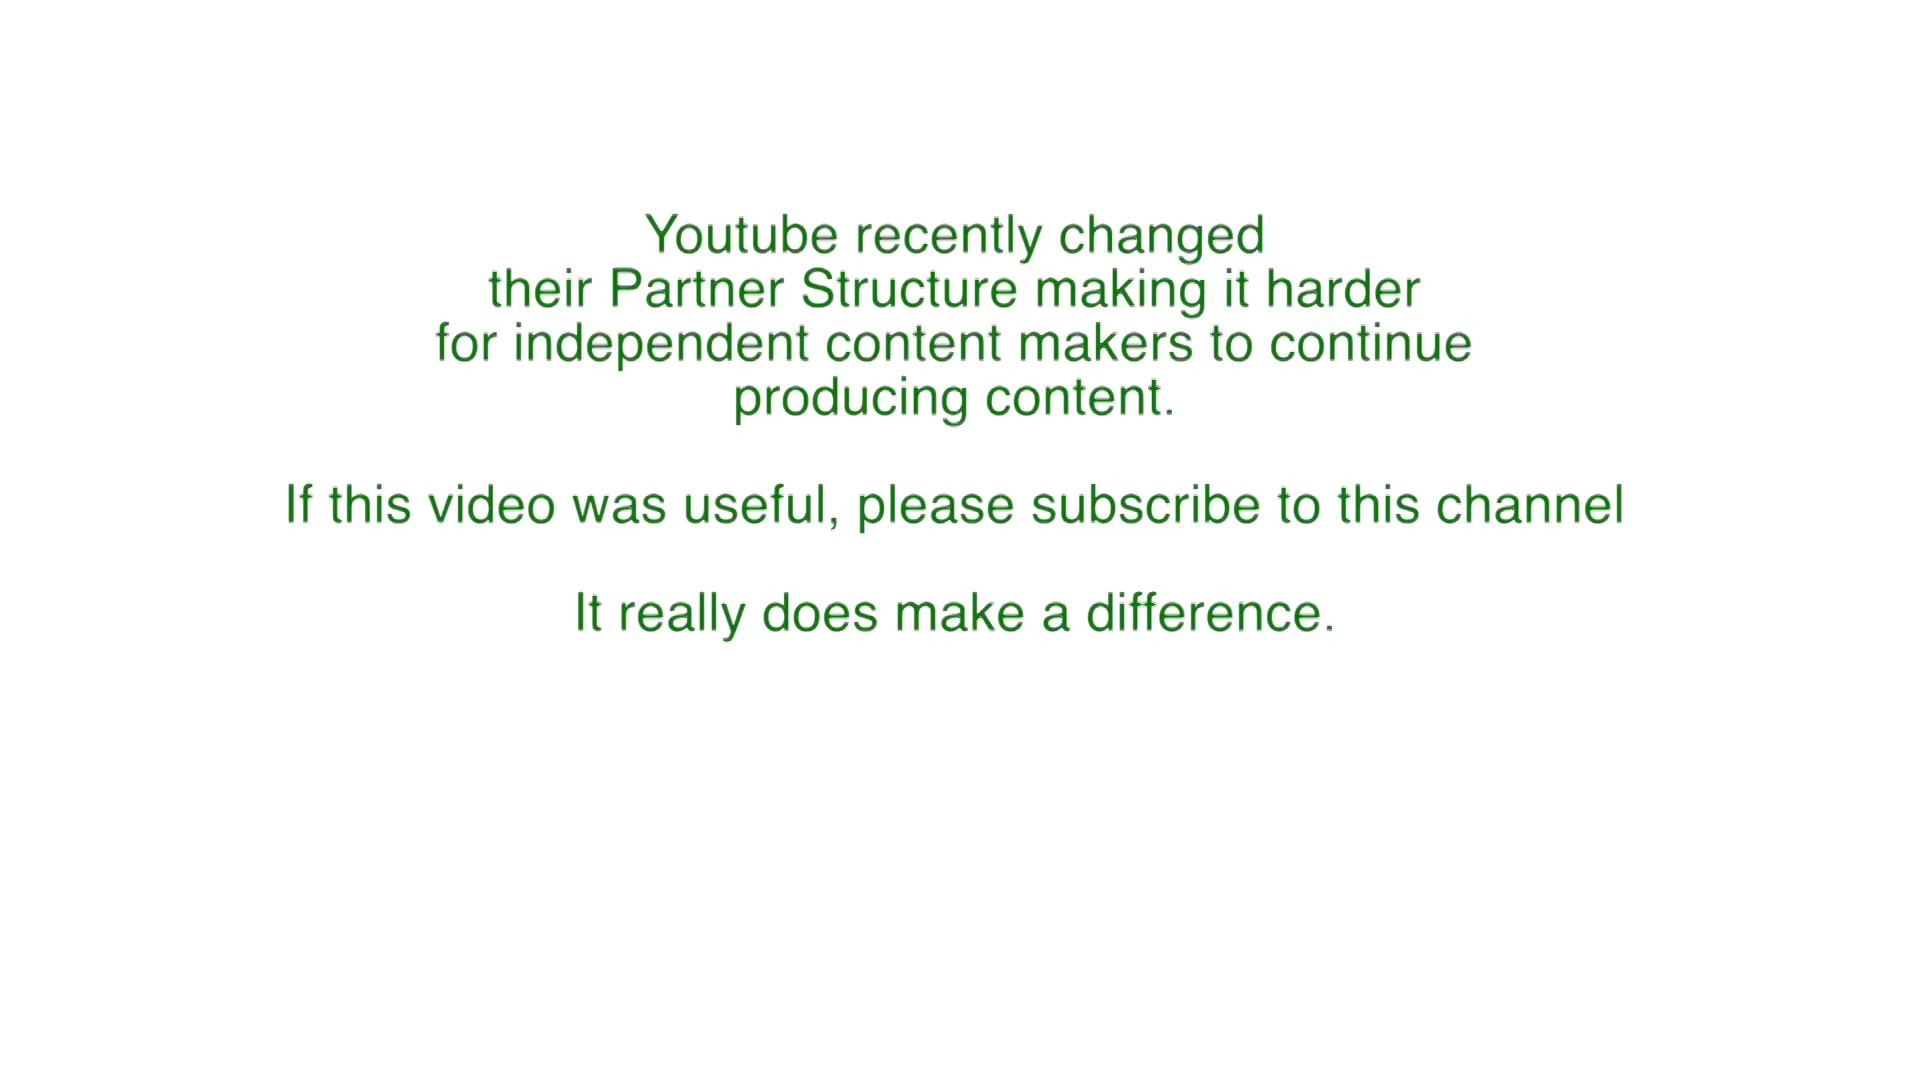 Youtube recently changed
their Partner Structure making it harder
for independent content makers to continue
producing content.
If this video was useful, please subscribe to this channel
It really does make a difference.